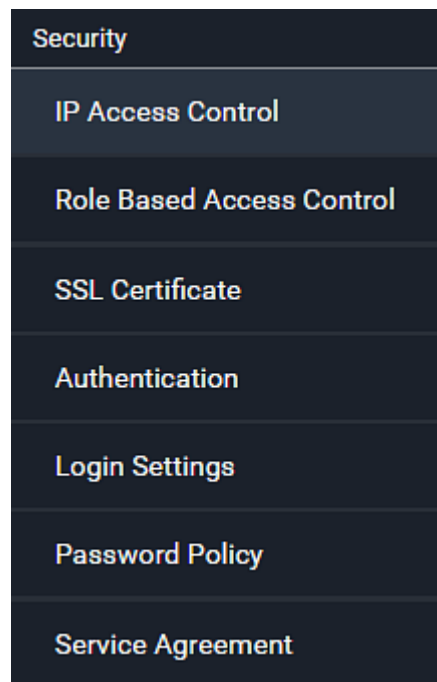 Security
IP Access Control
Role Based Access Control
SSL Certificate
Authentication
Login Settings
Password Policy
Service Agreement